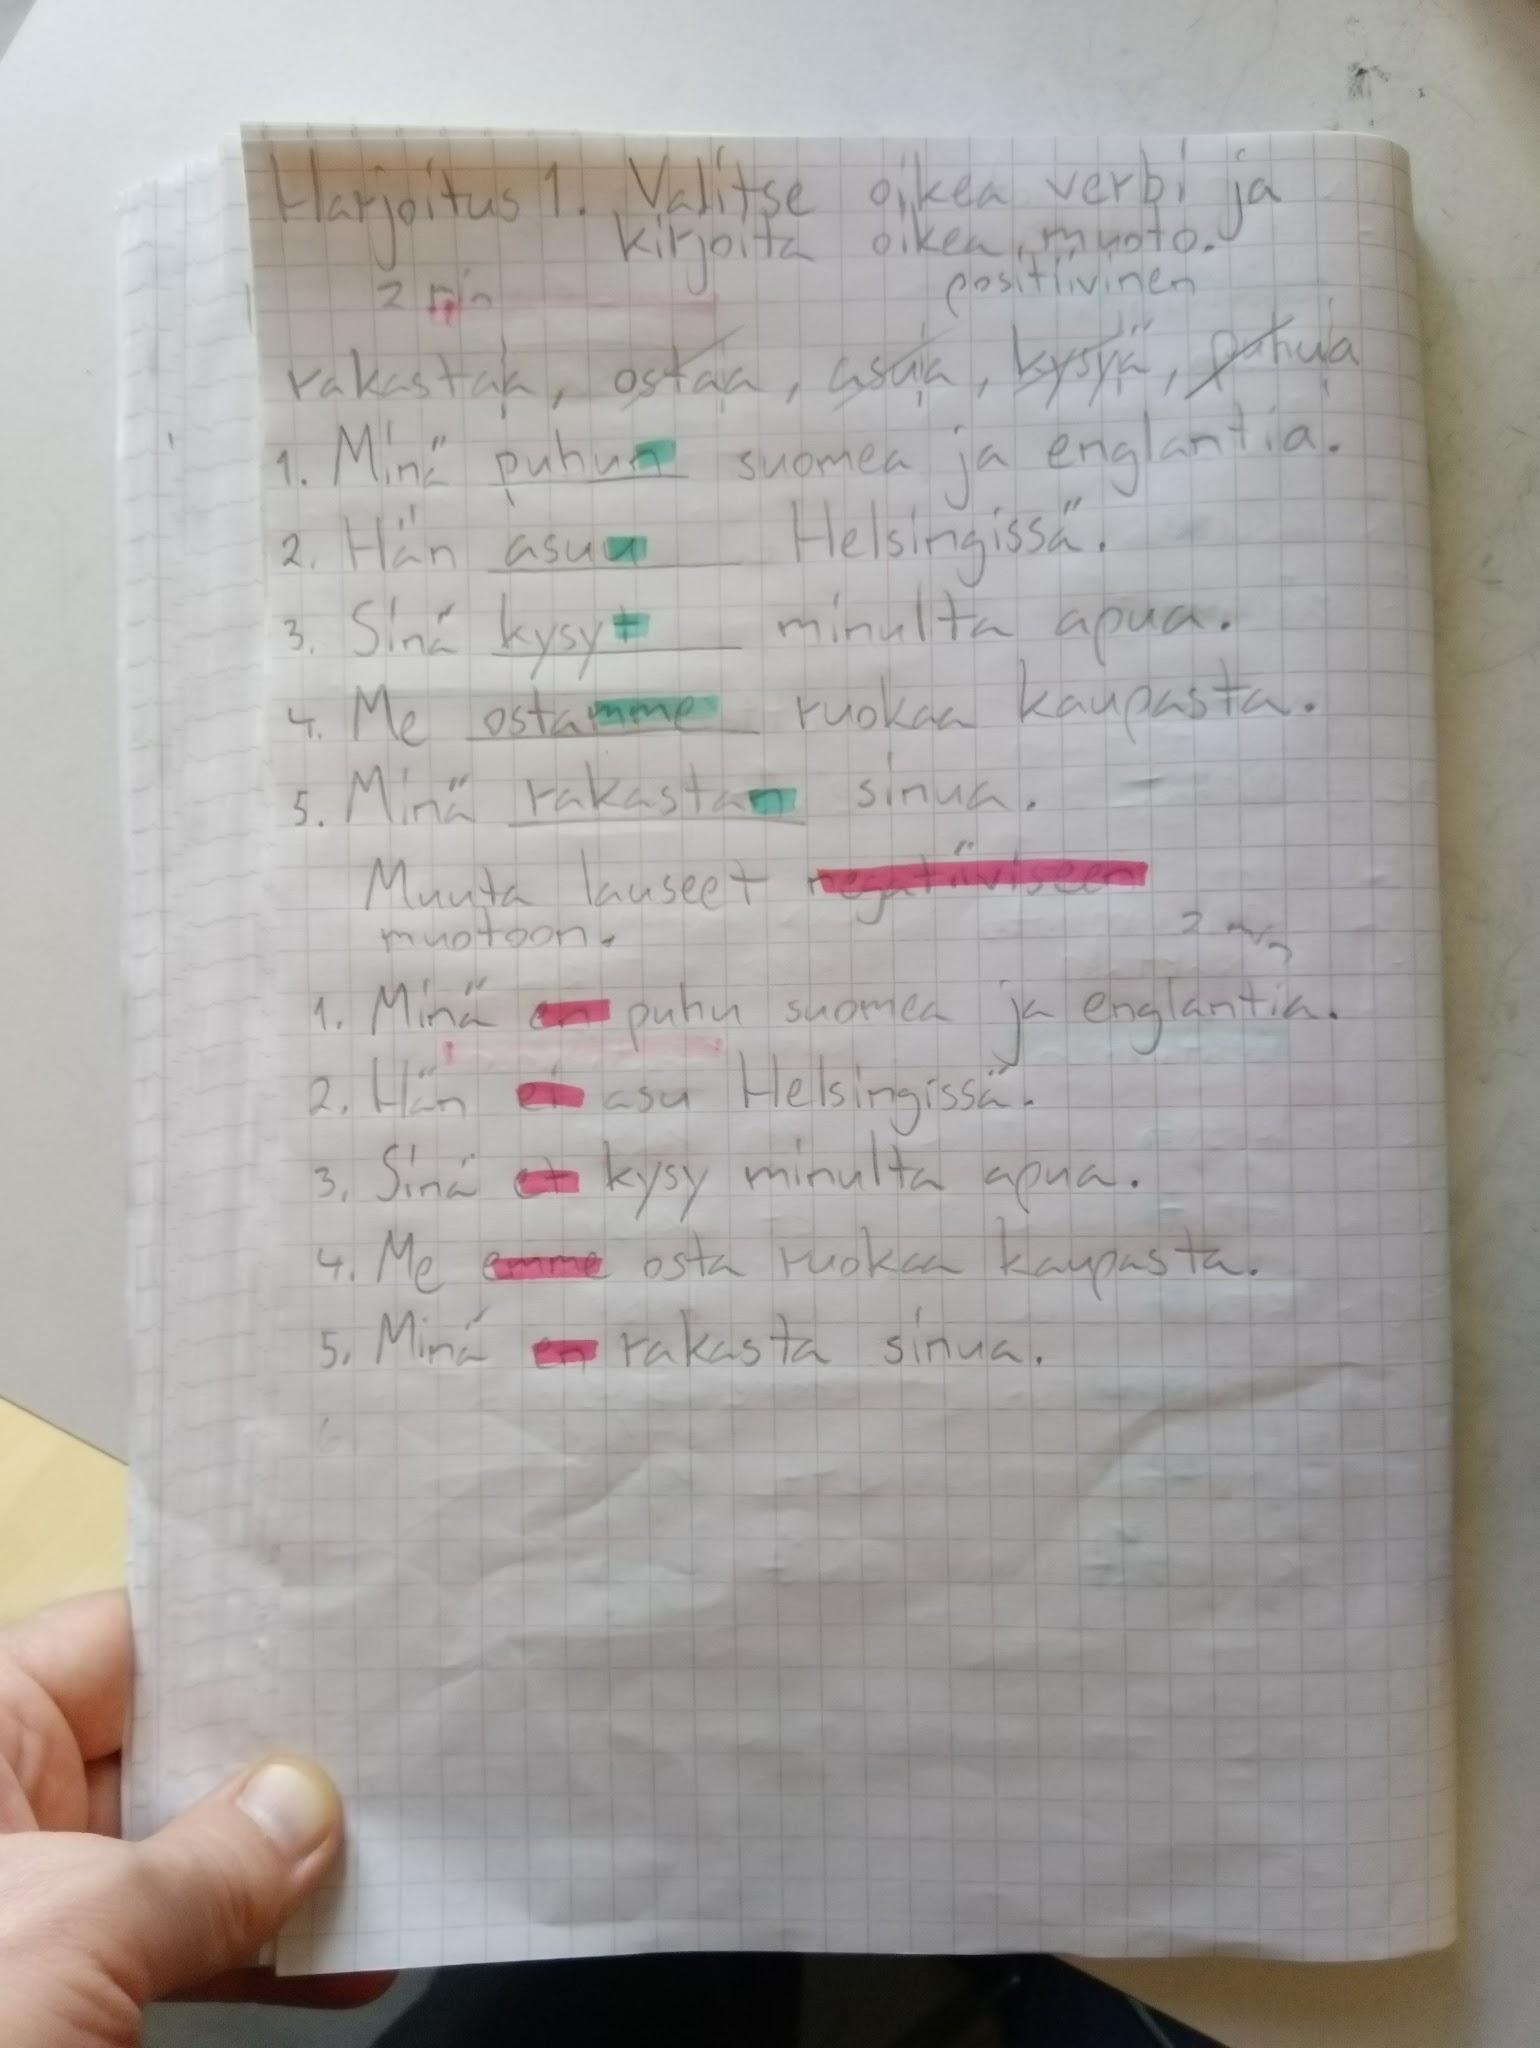 Harjoitus 1. Valitse oikea verbi ja
kirjoita oikea muoto.
2 min
positiivinen
rakastaa, ostaa, asua, kysyä, puhua
1. Minä puhun suomea ja englantia.
2. Hän asuu Helsingissä.
3. Sinä kysyt minulta apua.
4. Me ostamme ruokaa kaupasta.
5. Minä rakastan sinua.
Muuta lauseet negatiiviseen
muotoon.
2 min
1. Minä en puhu suomea ja englantia.
2. Hän ei asu Helsingissä.
3. Sinä et kysy minulta apua.
4. Me emme osta ruokaa kaupasta.
5. Minä en rakasta sinua.